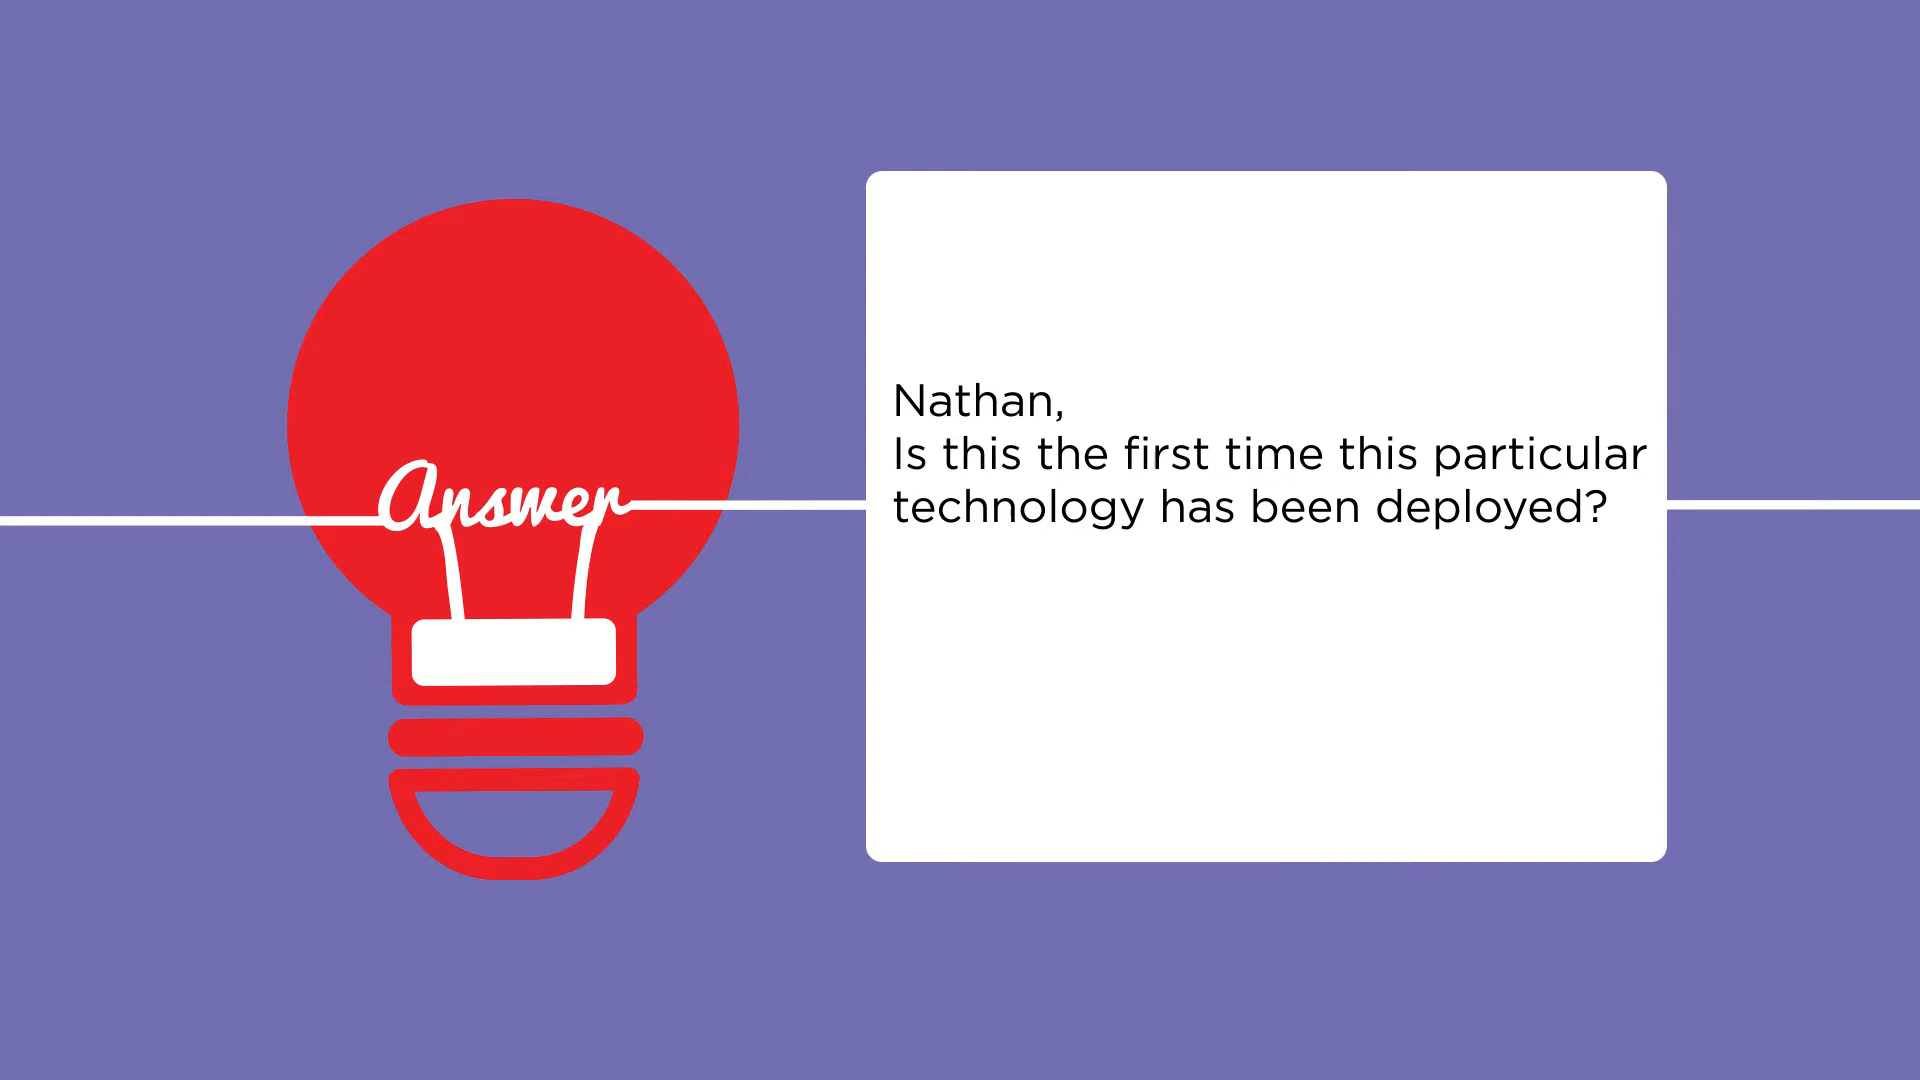 Answer
Nathan,
Is this the first time this particular
technology has been deployed?